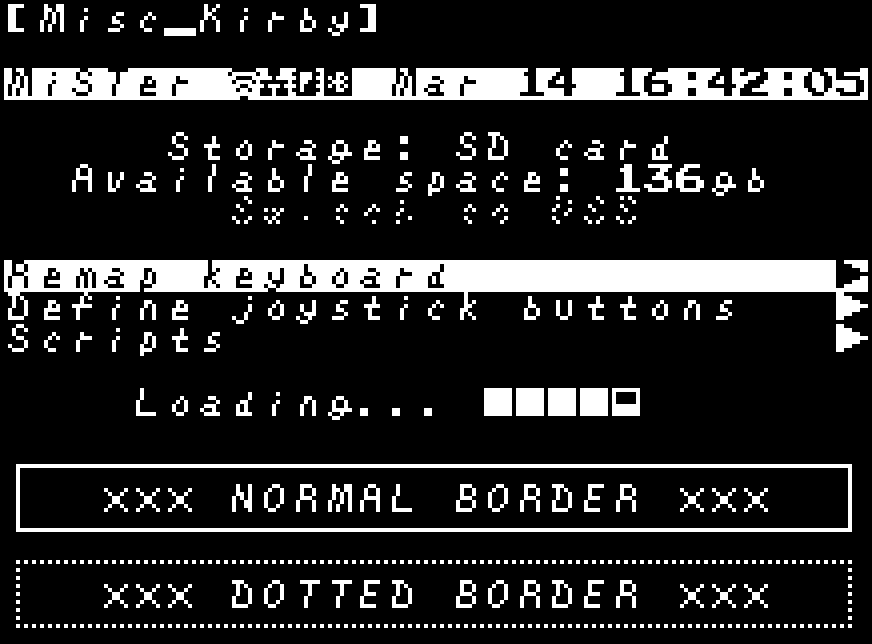 [Misc_Kirby]
MiSTer Mar 14 16:42:05
Storage: SD card
Available space: 136gb
Remap keyboard
Define joystick buttons
Scripts
Loading...
xxx NORMAL BORDER xxx
xxx DOTTED BORDER xxx